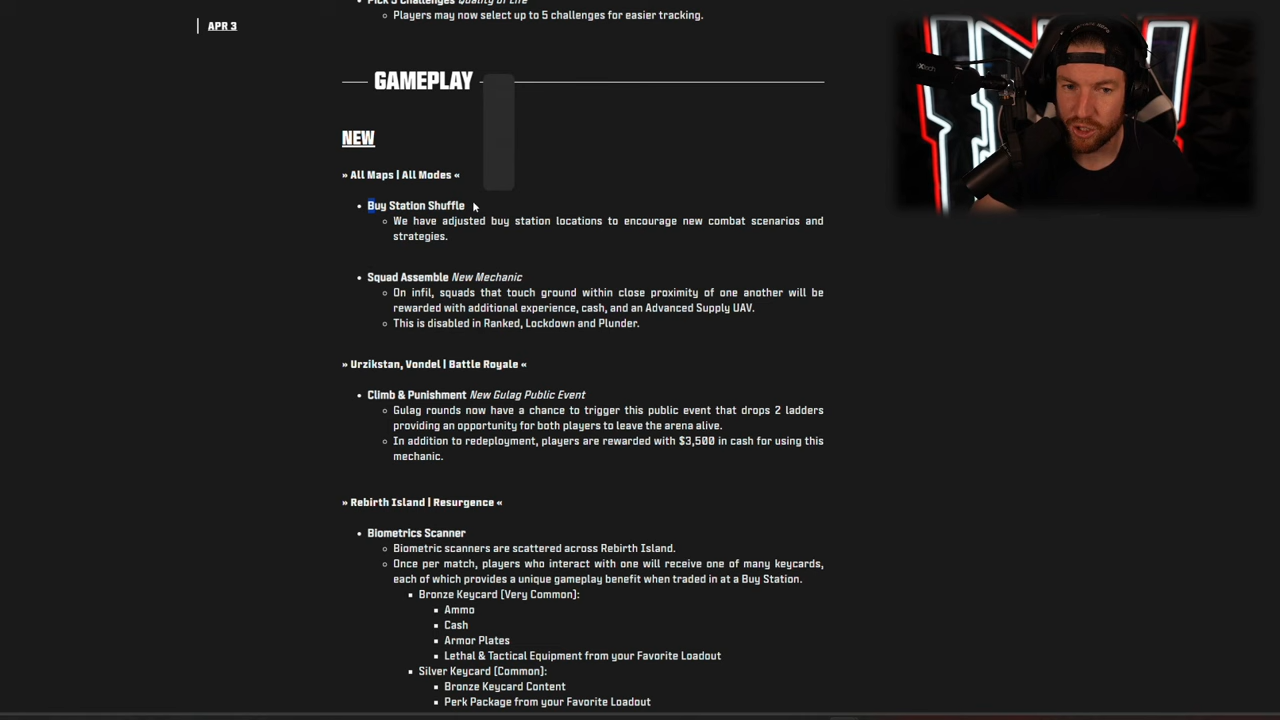 Pick 5 Challenges Quality of Life
Players may now select up to 5 challenges for easier tracking.
APR 3
GAMEPLAY
NEW
» All Maps | All Modes «
Buy Station Shuffle
We have adjusted buy station locations to encourage new combat scenarios and
strategies.
Squad Assemble New Mechanic
On infil, squads that touch ground within close proximity of one another will be
rewarded with additional experience, cash, and an Advanced Supply UAV.
This is disabled in Ranked, Lockdown and Plunder.
» Urzikstan, Vondel | Battle Royale «
Climb & Punishment New Gulag Public Event
Gulag rounds now have a chance to trigger this public event that drops 2 ladders
providing an opportunity for both players to leave the arena alive.
In addition to redeployment, players are rewarded with $3,500 in cash for using this
mechanic.
» Rebirth Island | Resurgence «
Biometrics Scanner
Biometric scanners are scattered across Rebirth Island.
Once per match, players who interact with one will receive one of many keycards,
each of which provides a unique gameplay benefit when traded in at a Buy Station.
Bronze Keycard (Very Common):
Ammo
Cash
Armor Plates
Lethal & Tactical Equipment from your Favorite Loadout
Silver Keycard (Common):
Bronze Keycard Content
Perk Package from your Favorite Loadout